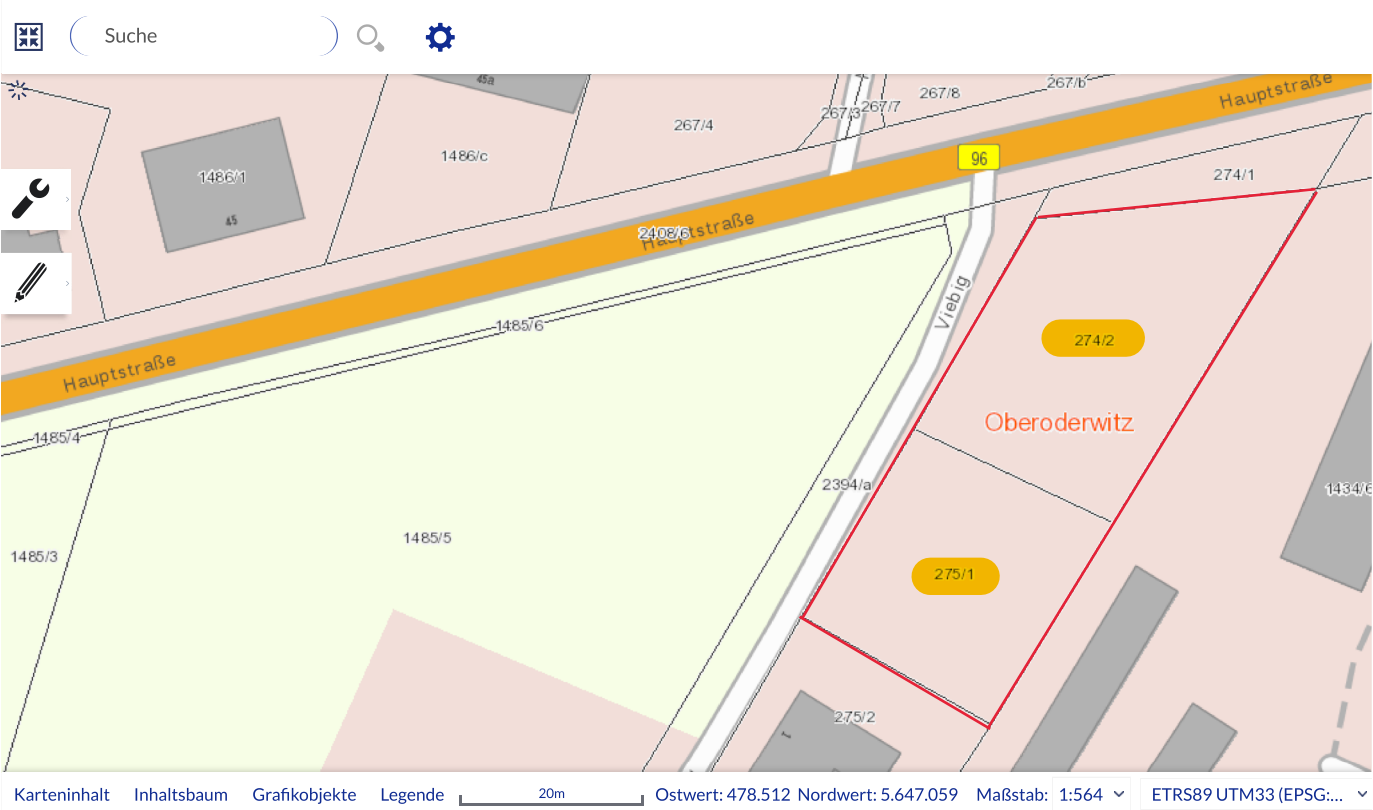 Suche
45a
267/b
Hauptstraße
267/8
267/3
267/7
267/4
1486/c
96
274/1
1486/1
45
2408/6
Hauptstraße
Viebig
1485/6
274/2
Hauptstraße
Oberoderwitz
1485/4
2394/a
1434/6
1485/5
1485/3
275/1
275/2
1
Karteninhalt Inhaltsbaum Grafikobjekte Legende 20m Ostwert: 478.512 Nordwert: 5.647.059 Maßstab: 1:564 ETRS89 UTM33 (EPSG:...